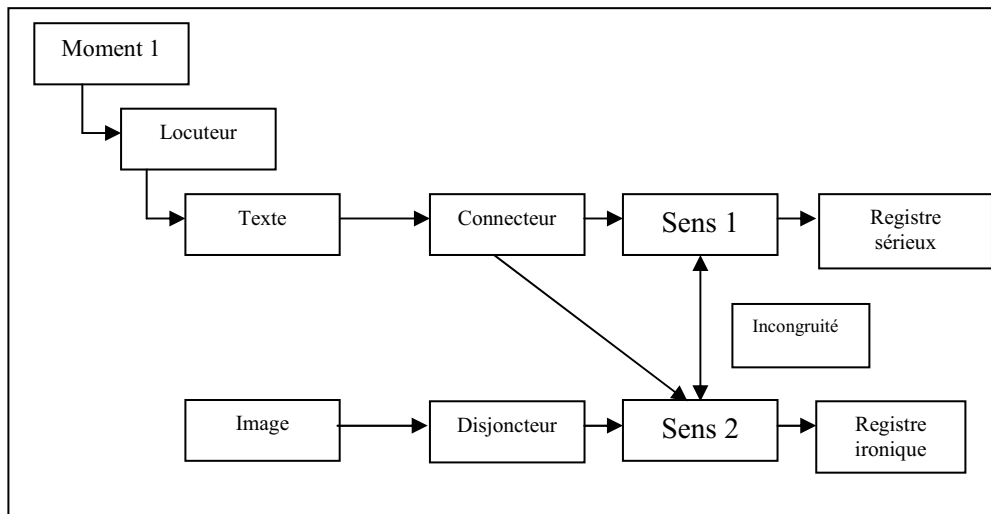 Moment 1
Locuteur
Texte
Connecteur
Sens 1
Registre
sérieux
Incongruité
Image
Disjoncteur
Sens 2
Registre
ironique